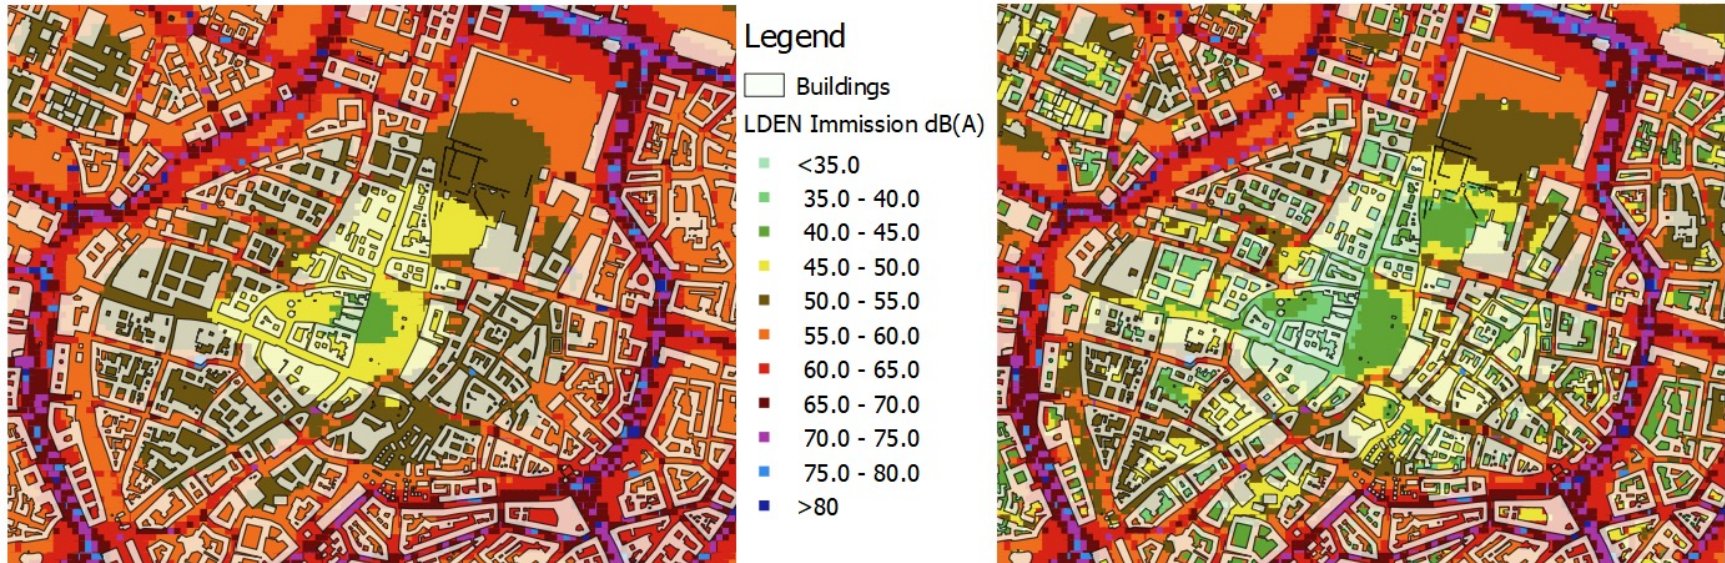 Legend
Buildings
LDEN Immission dB(A)
<35.0
35.0 - 40.0
40.0 - 45.0
45.0 - 50.0
50.0 - 55.0
55.0 - 60.0
60.0 - 65.0
65.0 - 70.0
70.0 - 75.0
75.0 - 80.0
>80